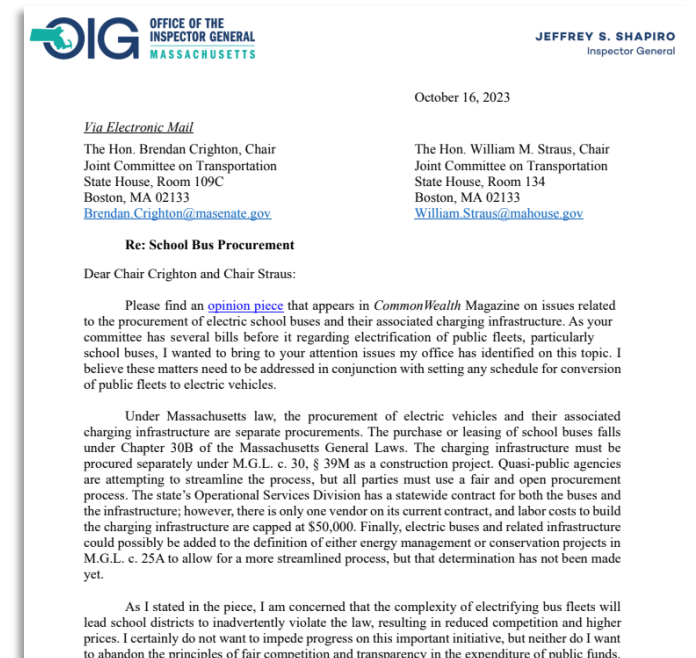 OIG OFFICE OF THE
INSPECTOR GENERAL
MASSACHUSETTS
JEFFREY S. SHAPIRO
Inspector General
October 16, 2023
Via Electronic Mail
The Hon. Brendan Crighton, Chair
Joint Committee on Transportation
State House, Room 109C
Boston, MA 02133
Brendan.Crighton@masenate.gov
The Hon. William M. Straus, Chair
Joint Committee on Transportation
State House, Room 134
Boston, MA 02133
William.Straus@mahouse.gov
Re: School Bus Procurement
Dear Chair Crighton and Chair Straus:
Please find an opinion piece that appears in CommonWealth Magazine on issues related
to the procurement of electric school buses and their associated charging infrastructure. As your
committee has several bills before it regarding electrification of public fleets, particularly
school buses, I wanted to bring to your attention issues my office has identified on this topic. I
believe these matters need to be addressed in conjunction with setting any schedule for conversion
of public fleets to electric vehicles.
Under Massachusetts law, the procurement of electric vehicles and their associated
charging infrastructure are separate procurements. The purchase or leasing of school buses falls
under Chapter 30B of the Massachusetts General Laws. The charging infrastructure must be
procured separately under M.G.L. c. 30, § 39M as a construction project. Quasi-public agencies
are attempting to streamline the process, but all parties must use a fair and open procurement
process. The state's Operational Services Division has a statewide contract for both the buses and
the infrastructure; however, there is only one vendor on its current contract, and labor costs to build
the charging infrastructure are capped at $50,000. Finally, electric buses and related infrastructure
could possibly be added to the definition of either energy management or conservation projects in
M.G.L. c. 25A to allow for a more streamlined process, but that determination has not been made
yet.
As I stated in the piece, I am concerned that the complexity of electrifying bus fleets will
lead school districts to inadvertently violate the law, resulting in reduced competition and higher
prices. I certainly do not want to impede progress on this important initiative, but neither do I want
to abandon the principles of fair competition and transparency in the expenditure of public funds.